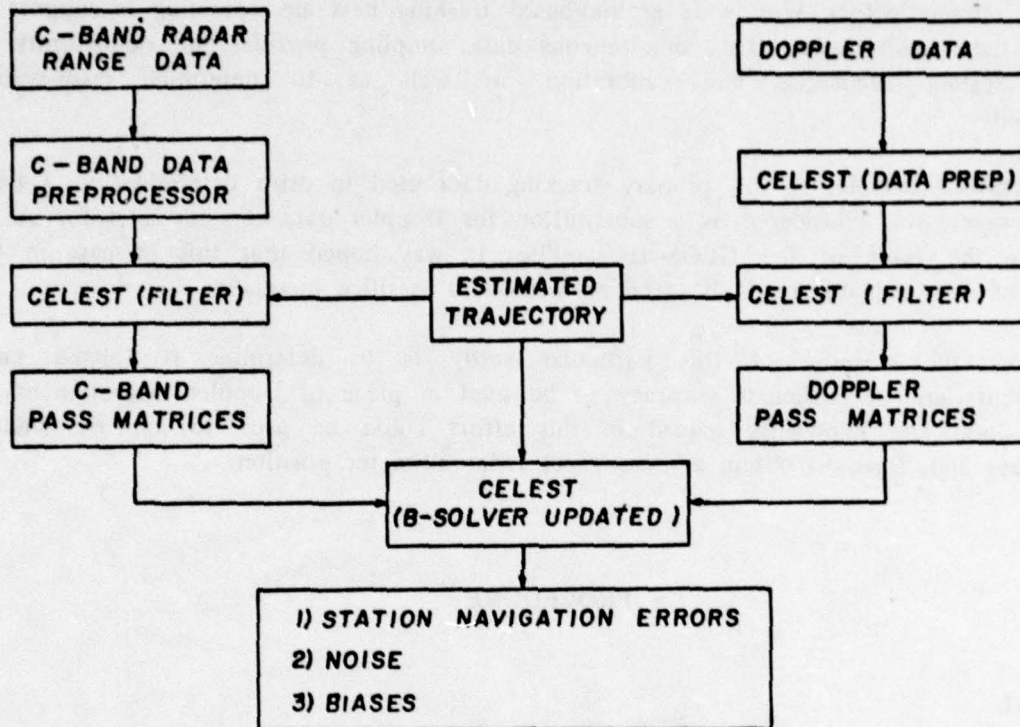 C-BAND RADAR
RANGE DATA
DOPPLER DATA
C-BAND DATA
PREPROCESSOR
CELEST (DATA PREP)
CELEST (FILTER)
ESTIMATED
TRAJECTORY
CELEST (FILTER)
C-BAND
PASS MATRICES
DOPPLER
PASS MATRICES
CELEST
(B-SOLVER UPDATED)
1) STATION NAVIGATION ERRORS
2) NOISE
3) BIASES